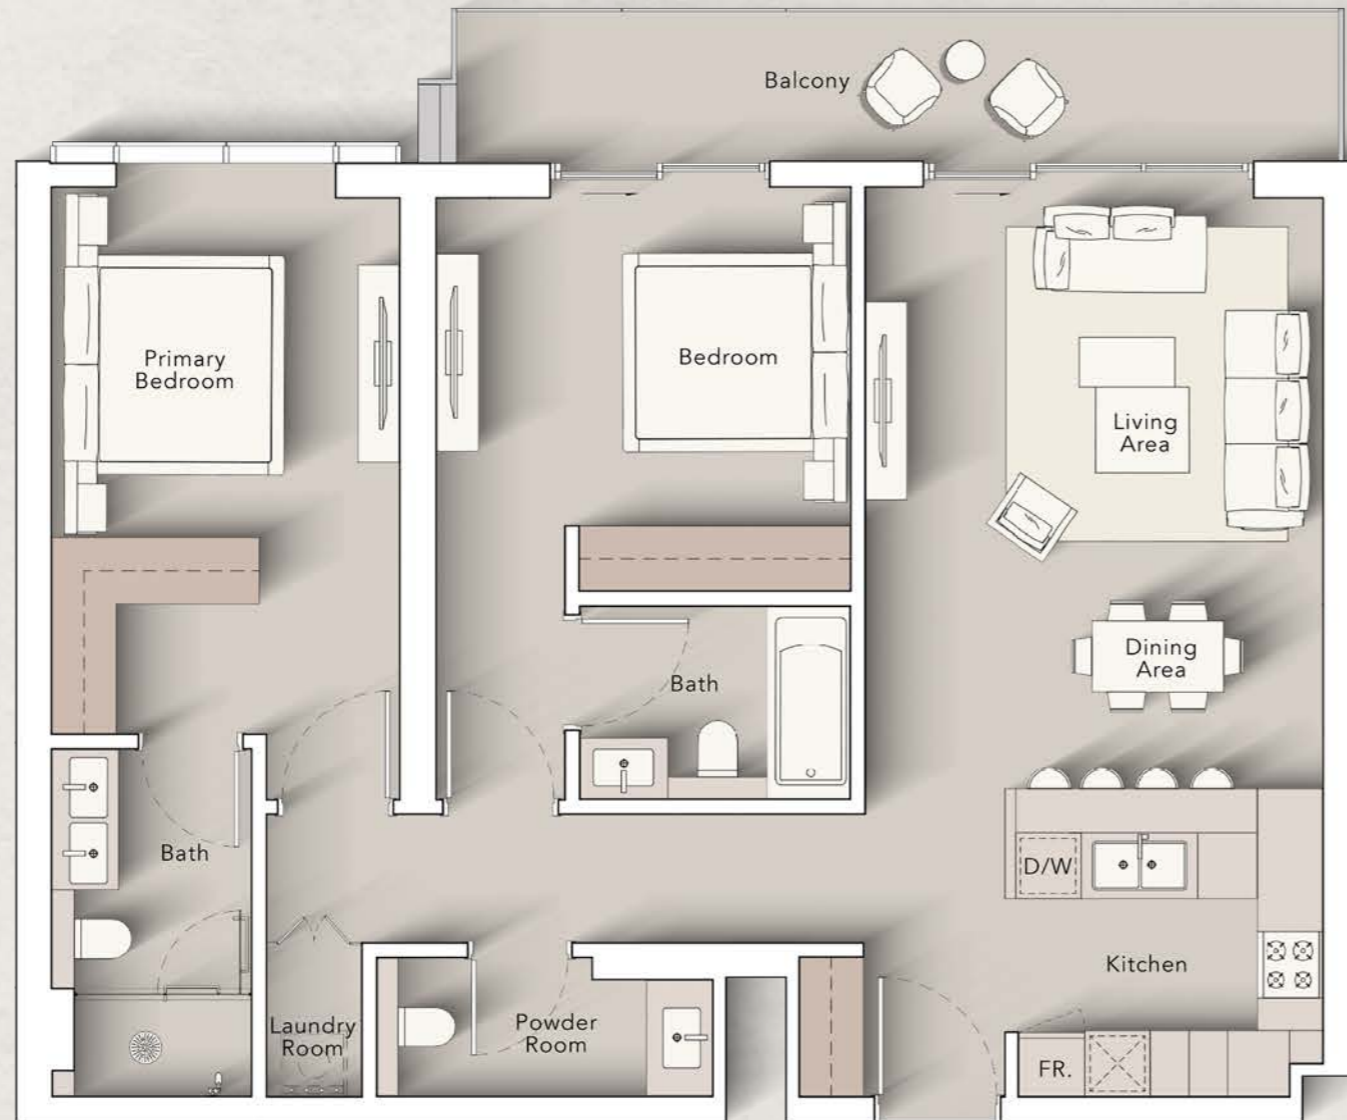 Balcony
Primary
Bedroom
Bedroom
Living
Area
Dining
Area
Bath
Bath
D/W
Kitchen
Laundry
Room
Powder
Room
FR.